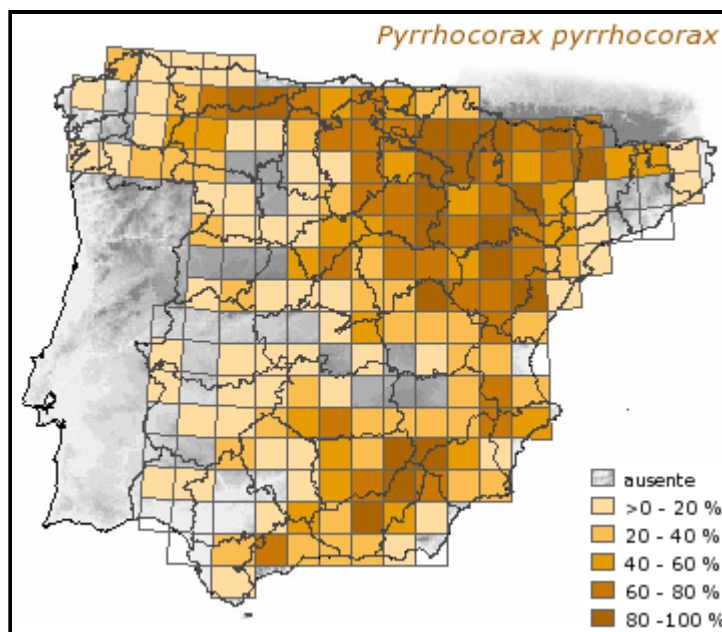 Pyrrhocorax pyrrhocorax
ausente
>0 - 20 %
20 - 40 %
40 - 60 %
60 - 80 %
80 -100 %